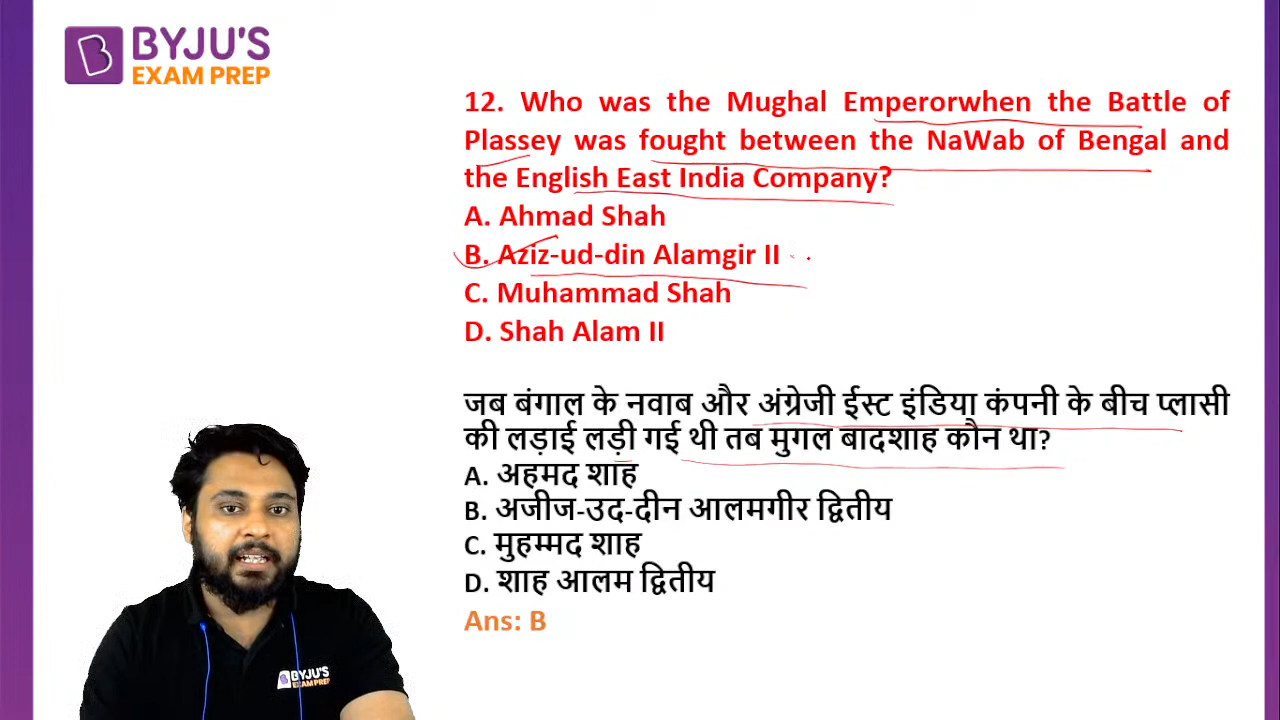 BYJU'S
EXAM PREP
12. Who was the Mughal Emperorwhen the Battle of
Plassey was fought between the NaWab of Bengal and
the English East India Company?
A. Ahmad Shah
B. Aziz-ud-din Alamgir II
C. Muhammad Shah
D. Shah Alam II
जब बंगाल के नवाब और अंग्रेजी ईस्ट इंडिया कंपनी के बीच प्लासी
की लड़ाई लड़ी गई थी तब मुगल बादशाह कौन था?
A. अहमद शाह
B. अजीज-उद-दीन आलमगीर द्वितीय
C. मुहम्मद शाह
D. शाह आलम द्वितीय
Ans: B
BYJU'S
EXAM PREP